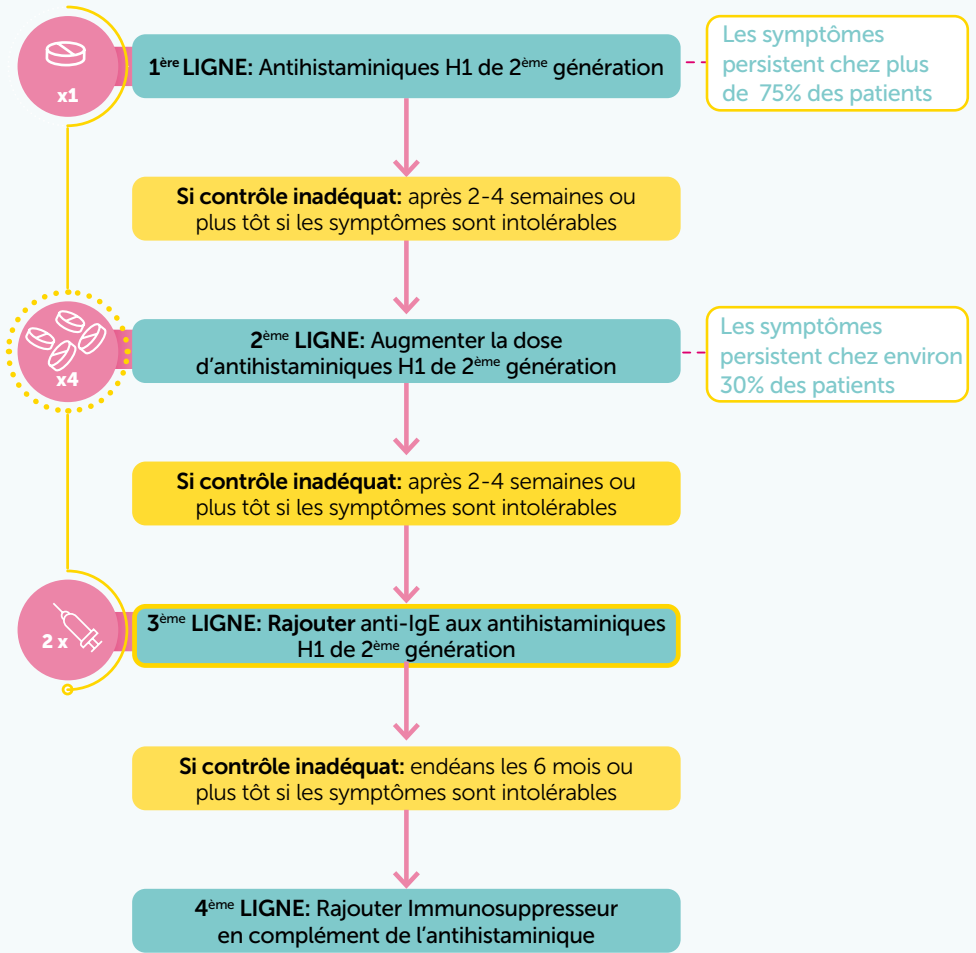 x1
1ère LIGNE: Antihistaminiques H1 de 2ème génération
Les symptômes
persistent chez plus
de 75% des patients
Si contrôle inadéquat: après 2-4 semaines ou
plus tôt si les symptômes sont intolérables
x4
2ème LIGNE: Augmenter la dose
d'antihistaminiques H1 de 2ème génération
Les symptômes
persistent chez environ
30% des patients
Si contrôle inadéquat: après 2-4 semaines ou
plus tôt si les symptômes sont intolérables
2 x
3ème LIGNE: Rajouter anti-IgE aux antihistaminiques
H1 de 2ème génération
Si contrôle inadéquat: endéans les 6 mois ou
plus tôt si les symptômes sont intolérables
4ème LIGNE: Rajouter Immunosuppresseur
en complément de l'antihistaminique